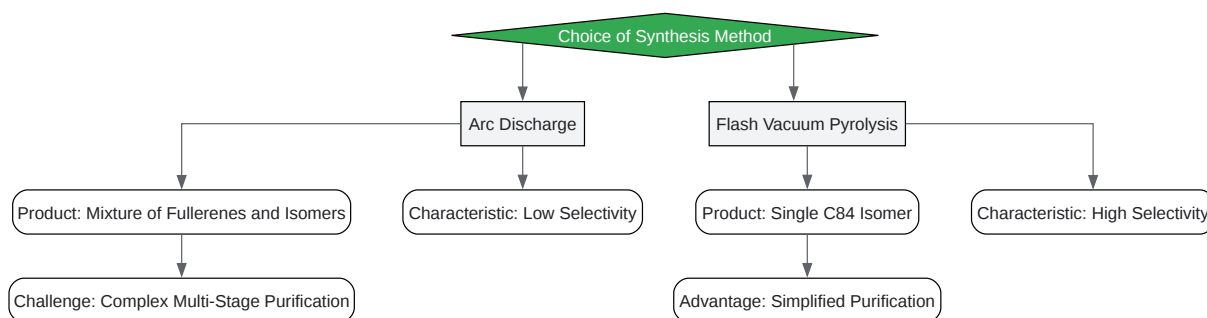 Choice of Synthesis Method
Arc Discharge
Flash Vacuum Pyrolysis
Product: Mixture of Fullerenes and Isomers
Characteristic: Low Selectivity
Product: Single C84 Isomer
Characteristic: High Selectivity
Challenge: Complex Multi-Stage Purification
Advantage: Simplified Purification